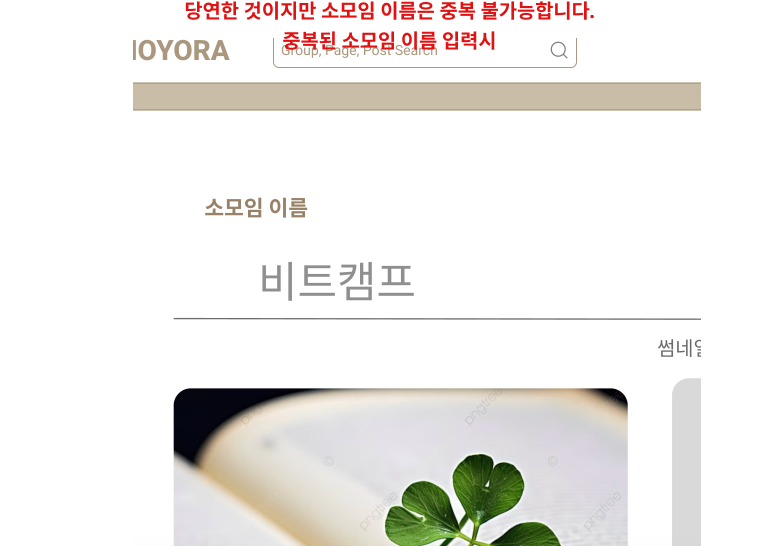 당연한 것이지만 소모임 이름은 중복 불가능합니다.
중복된 소모임 이름 입력시
OYORA
Group, Page, Post Search
소모임 이름
비트캠프
썸네일
pngtree
pngtree
pngtree
pngtree